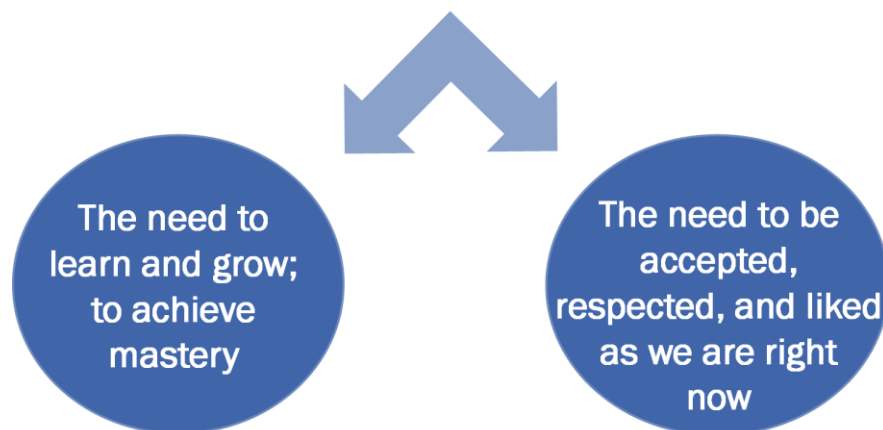 The need to
learn and grow;
to achieve
mastery
The need to be
accepted,
respected, and liked
as we are right
now